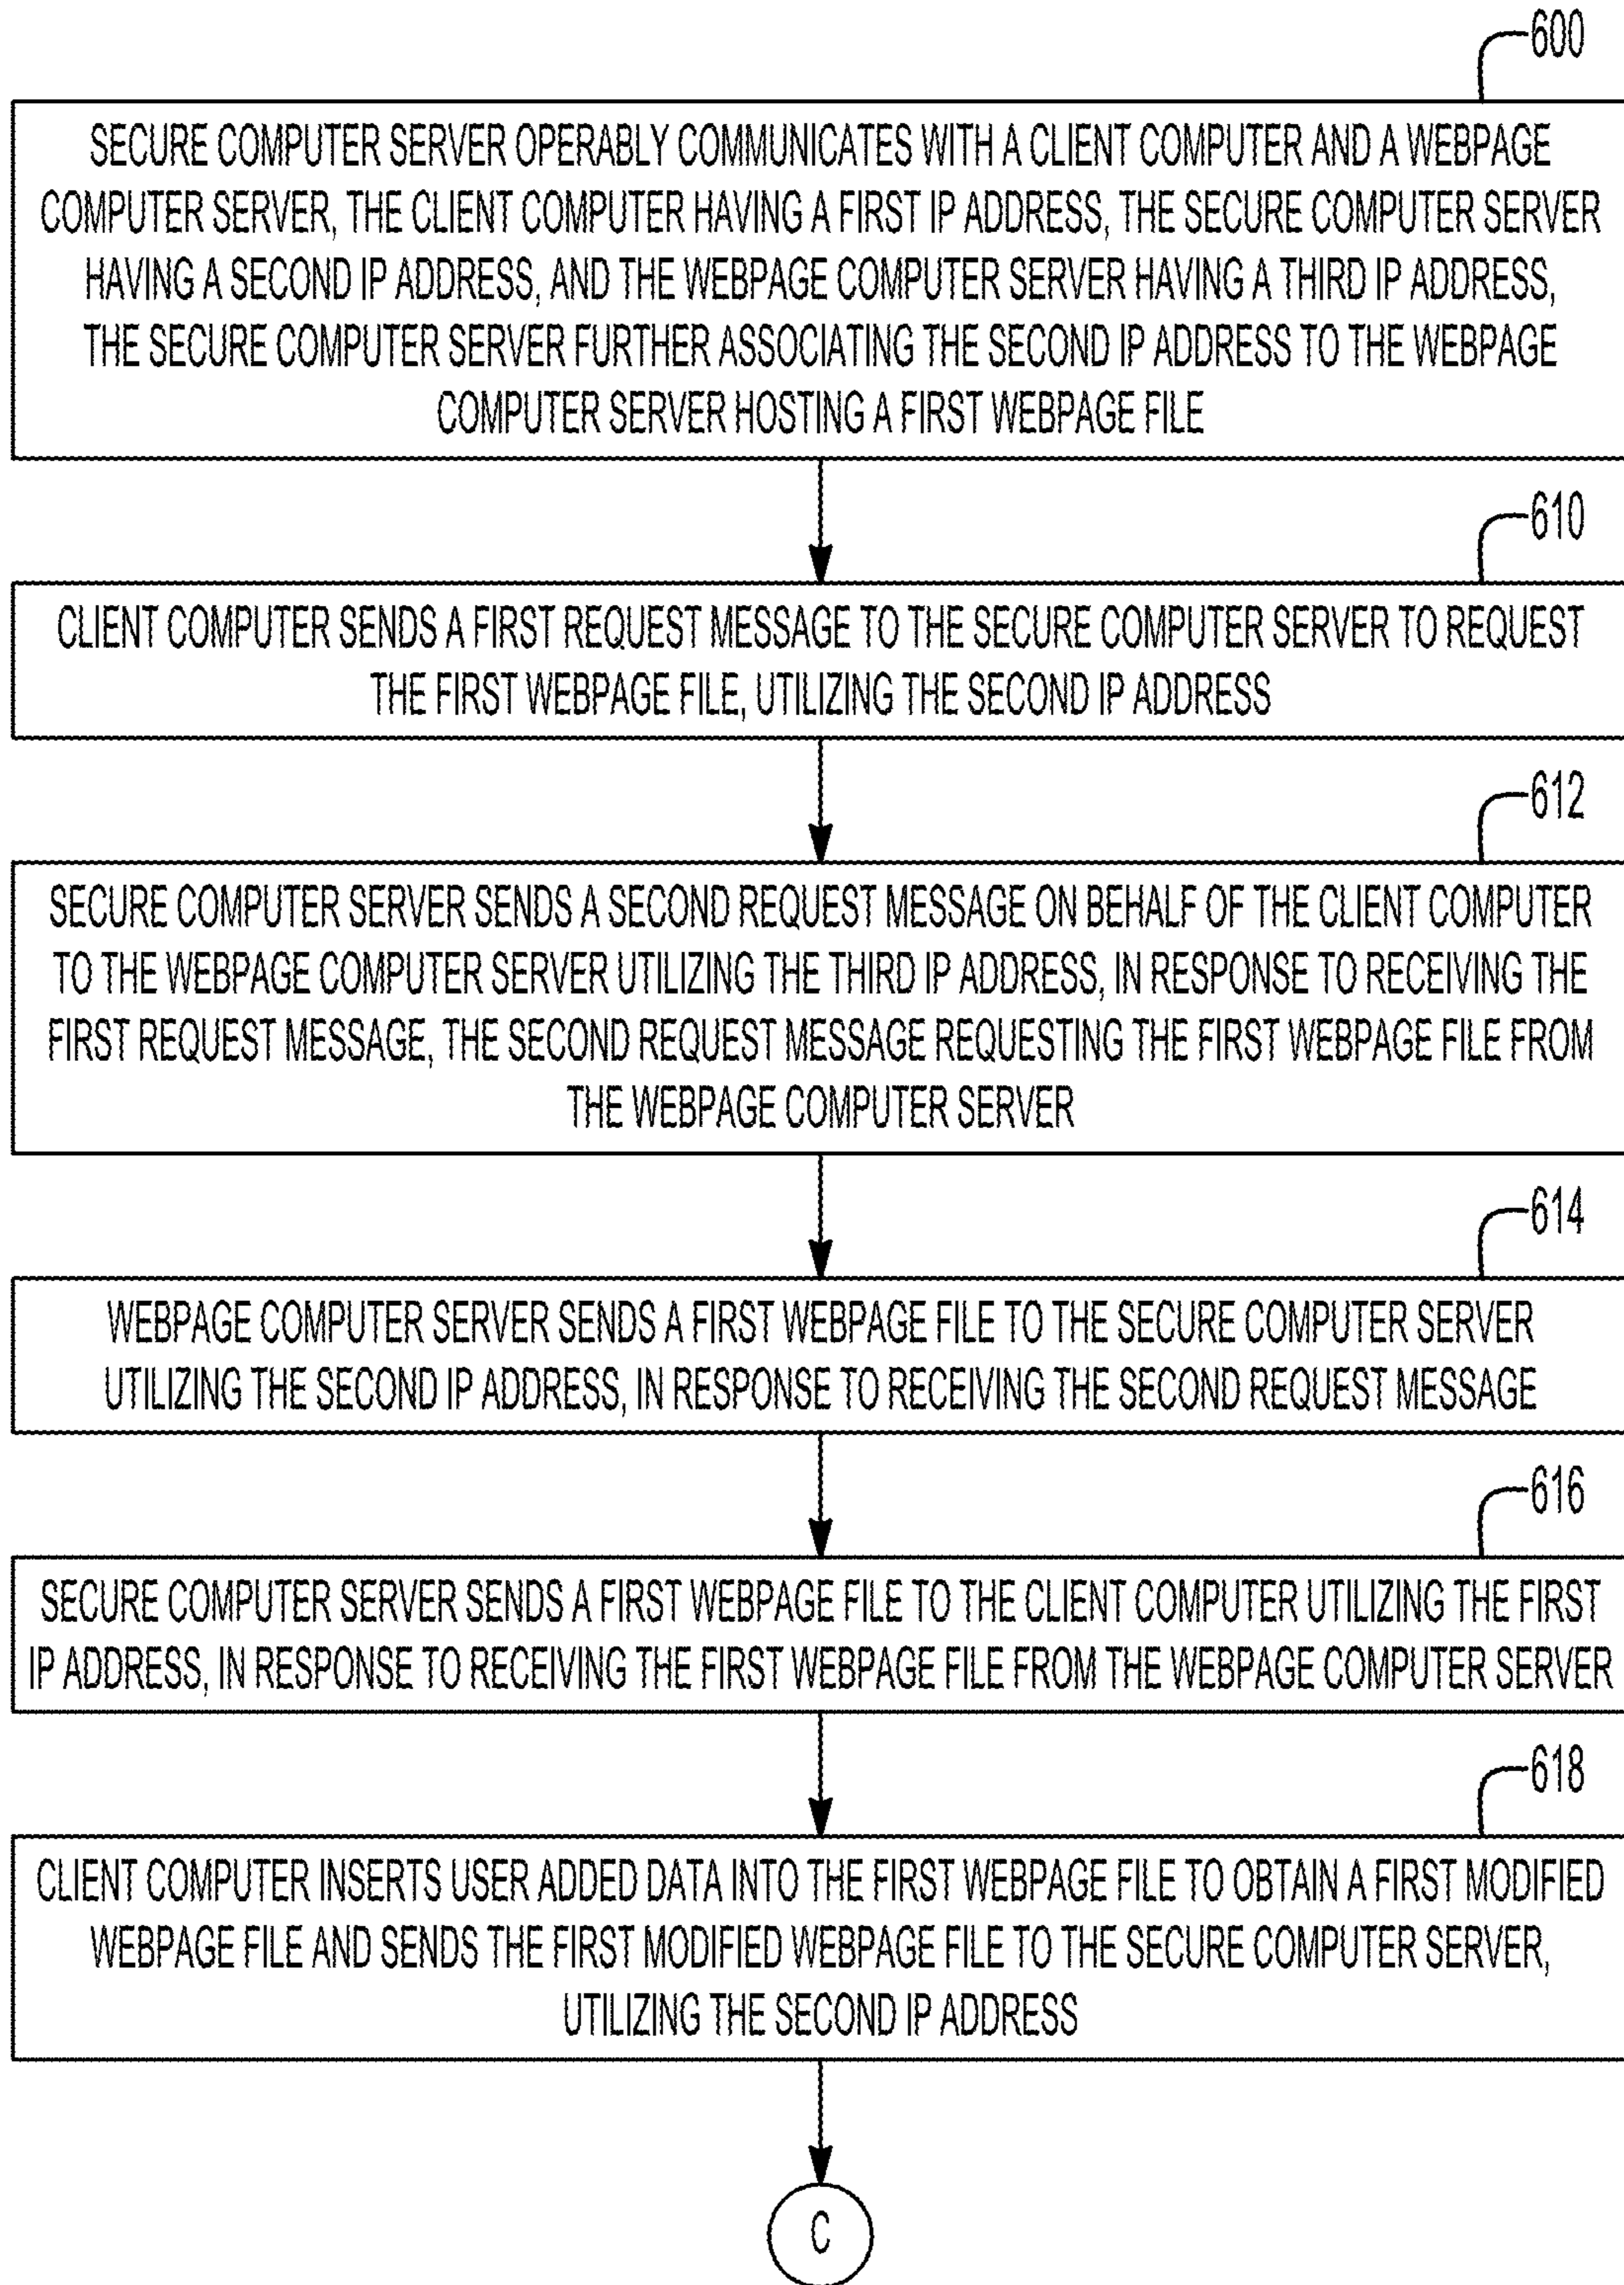 600
SECURE COMPUTER SERVER OPERABLY COMMUNICATES WITH A CLIENT COMPUTER AND A WEBPAGE
COMPUTER SERVER, THE CLIENT COMPUTER HAVING A FIRST IP ADDRESS, THE SECURE COMPUTER SERVER
HAVING A SECOND IP ADDRESS, AND THE WEBPAGE COMPUTER SERVER HAVING A THIRD IP ADDRESS,
THE SECURE COMPUTER SERVER FURTHER ASSOCIATING THE SECOND IP ADDRESS TO THE WEBPAGE
COMPUTER SERVER HOSTING A FIRST WEBPAGE FILE
610
CLIENT COMPUTER SENDS A FIRST REQUEST MESSAGE TO THE SECURE COMPUTER SERVER TO REQUEST
THE FIRST WEBPAGE FILE, UTILIZING THE SECOND IP ADDRESS
612
SECURE COMPUTER SERVER SENDS A SECOND REQUEST MESSAGE ON BEHALF OF THE CLIENT COMPUTER
TO THE WEBPAGE COMPUTER SERVER UTILIZING THE THIRD IP ADDRESS, IN RESPONSE TO RECEIVING THE
FIRST REQUEST MESSAGE, THE SECOND REQUEST MESSAGE REQUESTING THE FIRST WEBPAGE FILE FROM
THE WEBPAGE COMPUTER SERVER
614
WEBPAGE COMPUTER SERVER SENDS A FIRST WEBPAGE FILE TO THE SECURE COMPUTER SERVER
UTILIZING THE SECOND IP ADDRESS, IN RESPONSE TO RECEIVING THE SECOND REQUEST MESSAGE
616
SECURE COMPUTER SERVER SENDS A FIRST WEBPAGE FILE TO THE CLIENT COMPUTER UTILIZING THE FIRST
IP ADDRESS, IN RESPONSE TO RECEIVING THE FIRST WEBPAGE FILE FROM THE WEBPAGE COMPUTER SERVER
618
CLIENT COMPUTER INSERTS USER ADDED DATA INTO THE FIRST WEBPAGE FILE TO OBTAIN A FIRST MODIFIED
WEBPAGE FILE AND SENDS THE FIRST MODIFIED WEBPAGE FILE TO THE SECURE COMPUTER SERVER,
UTILIZING THE SECOND IP ADDRESS
C